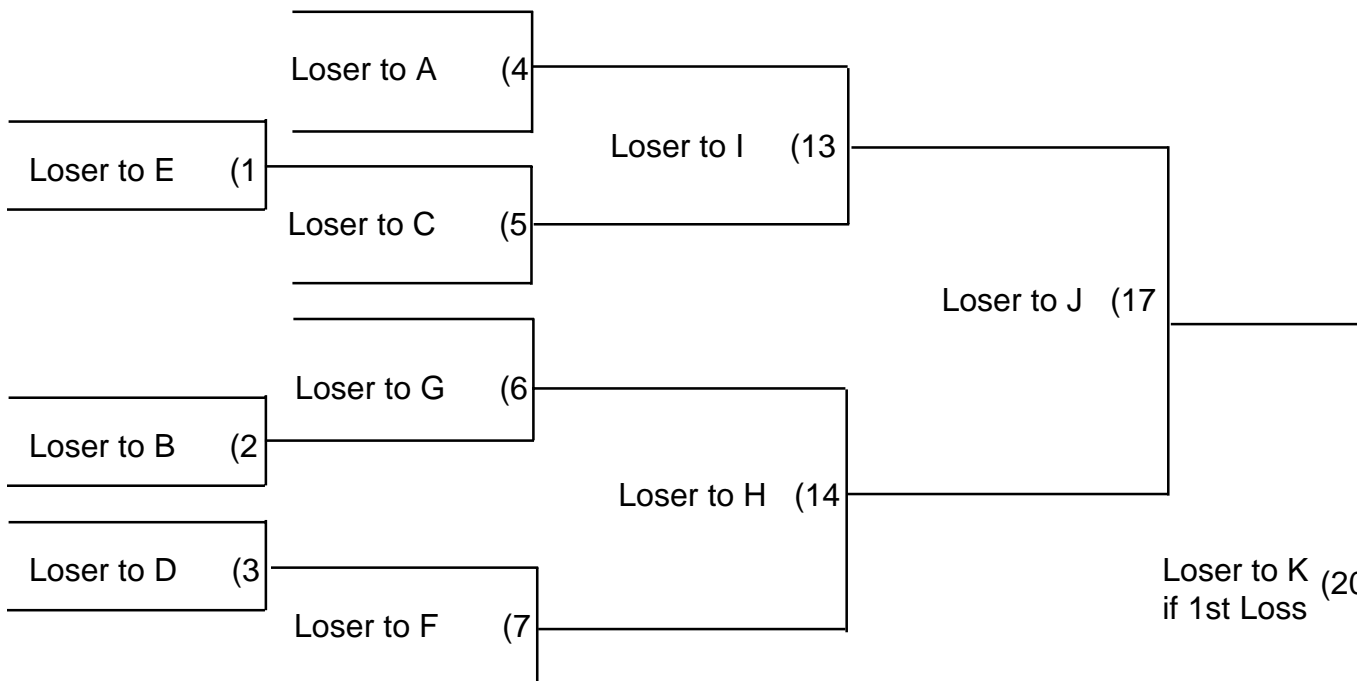 Loser to A (4
Loser to I (13
Loser to E (1
Loser to C (5
Loser to J (17
Loser to G (6
Loser to B (2
Loser to H (14
Loser to D (3
Loser to K (20
if 1st Loss
Loser to F (7